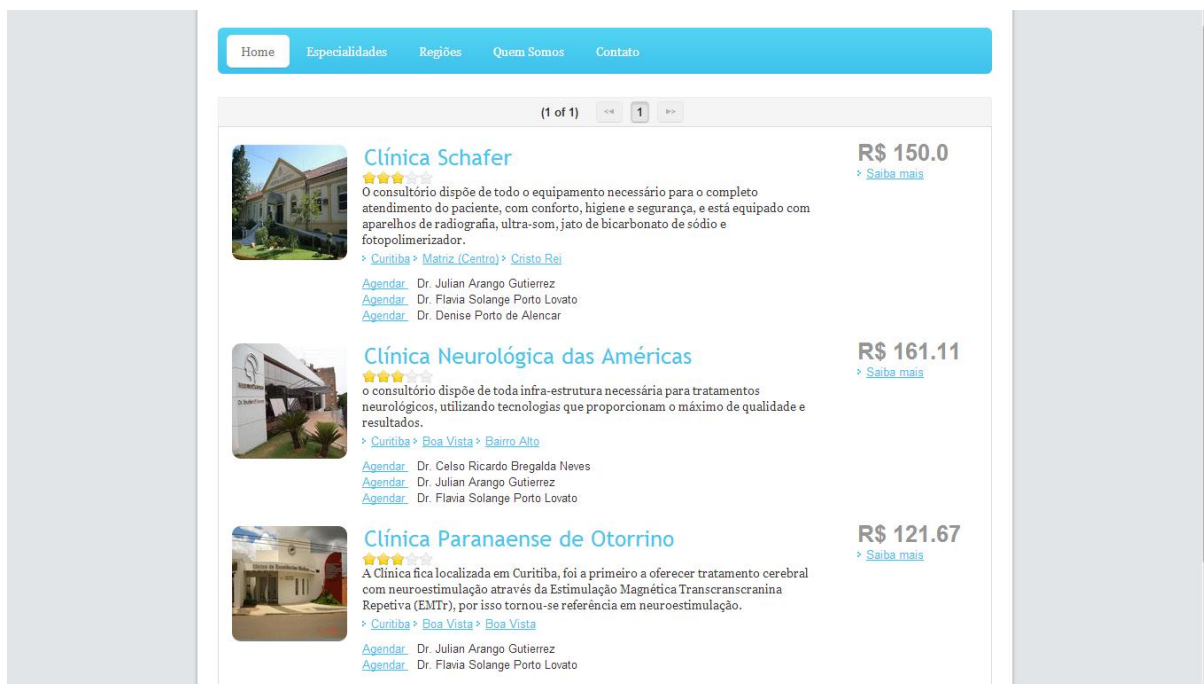 Home Especialidades Regiões Quem Somos Contato
(1 of 1) 1
Clínica Schafer
R$ 150.0
Saiba mais
O consultório dispõe de todo o equipamento necessário para o completo
atendimento do paciente, com conforto, higiene e segurança, e está equipado com
aparelhos de radiografia, ultra-som, jato de bicarbonato de sódio e
fotopolimerizador.
Curitiba Matriz (Centro) Cristo Rei
Agendar Dr. Julian Arango Gutierrez
Agendar Dr. Flavia Solange Porto Lovato
Agendar Dr. Denise Porto de Alencar
Clínica Neurológica das Américas
R$ 161.11
Saiba mais
o consultório dispõe de toda infra-estrutura necessária para tratamentos
neurológicos, utilizando tecnologias que proporcionam o máximo de qualidade e
resultados.
Curitiba Boa Vista Bairro Alto
Agendar Dr. Celso Ricardo Bregalda Neves
Agendar Dr. Julian Arango Gutierrez
Agendar Dr. Flavia Solange Porto Lovato
Clínica Paranaense de Otorrino
R$ 121.67
Saiba mais
A Clínica fica localizada em Curitiba, foi a primeiro a oferecer tratamento cerebral
com neuroestimulação através da Estimulação Magnética Transcranscranina
Repetiva (EMTr), por isso tornou-se referência em neuroestimulação.
Curitiba Boa Vista Boa Vista
Agendar Dr. Julian Arango Gutierrez
Agendar Dr. Flavia Solange Porto Lovato